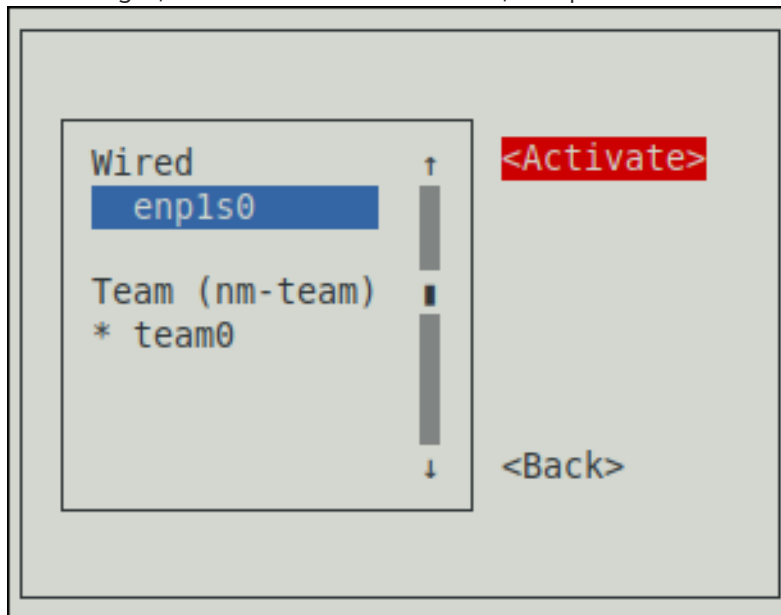 Wired
<Activate>
enp1s0
Team (nm-team)
* team0
<Back>